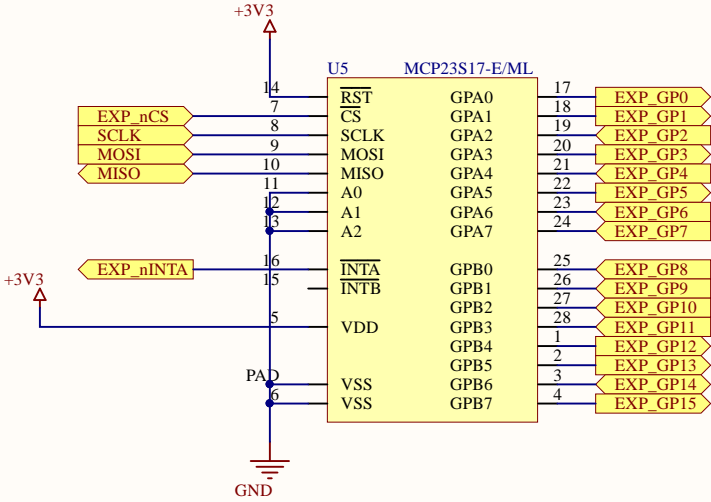 +3V3
U5 MCP23S17-E/ML
14 RST GPA0 17 EXP_GP0
EXP_nCS 7 CS GPA1 18 EXP_GP1
SCLK 8 SCLK GPA2 19 EXP_GP2
MOSI 9 MOSI GPA3 20 EXP_GP3
MISO 10 MISO GPA4 21 EXP_GP4
11 A0 GPA5 22 EXP_GP5
12 A1 GPA6 23 EXP_GP6
13 A2 GPA7 24 EXP_GP7
EXP_nINTA 16 INTA GPB0 25 EXP_GP8
+3V3 15 INTB GPB1 26 EXP_GP9
GPB2 27 EXP_GP10
5 VDD GPB3 28 EXP_GP11
GPB4 1 EXP_GP12
GPB5 2 EXP_GP13
PAD VSS GPB6 3 EXP_GP14
6 VSS GPB7 4 EXP_GP15
GND